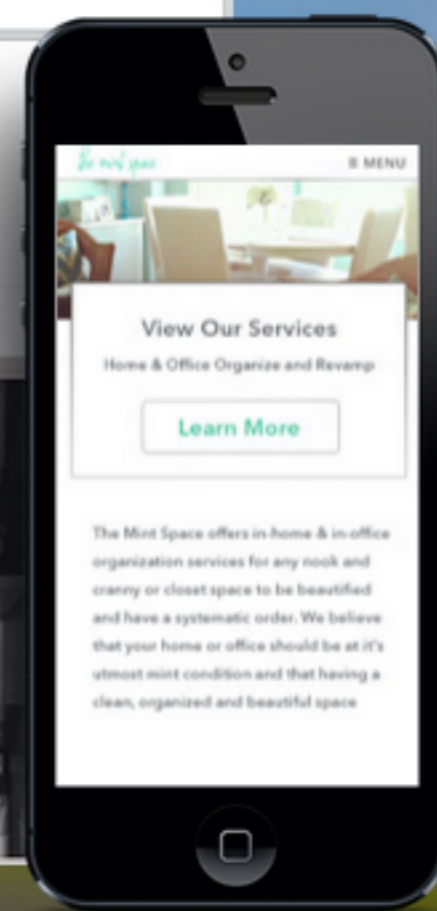 the mint space
≡ MENU
View Our Services
Home & Office Organize and Revamp
Learn More
The Mint Space offers in-home & in-office
organization services for any nook and
cranny or closet space to be beautified
and have a systematic order. We believe
that your home or office should be at it's
utmost mint condition and that having a
clean, organized and beautiful space